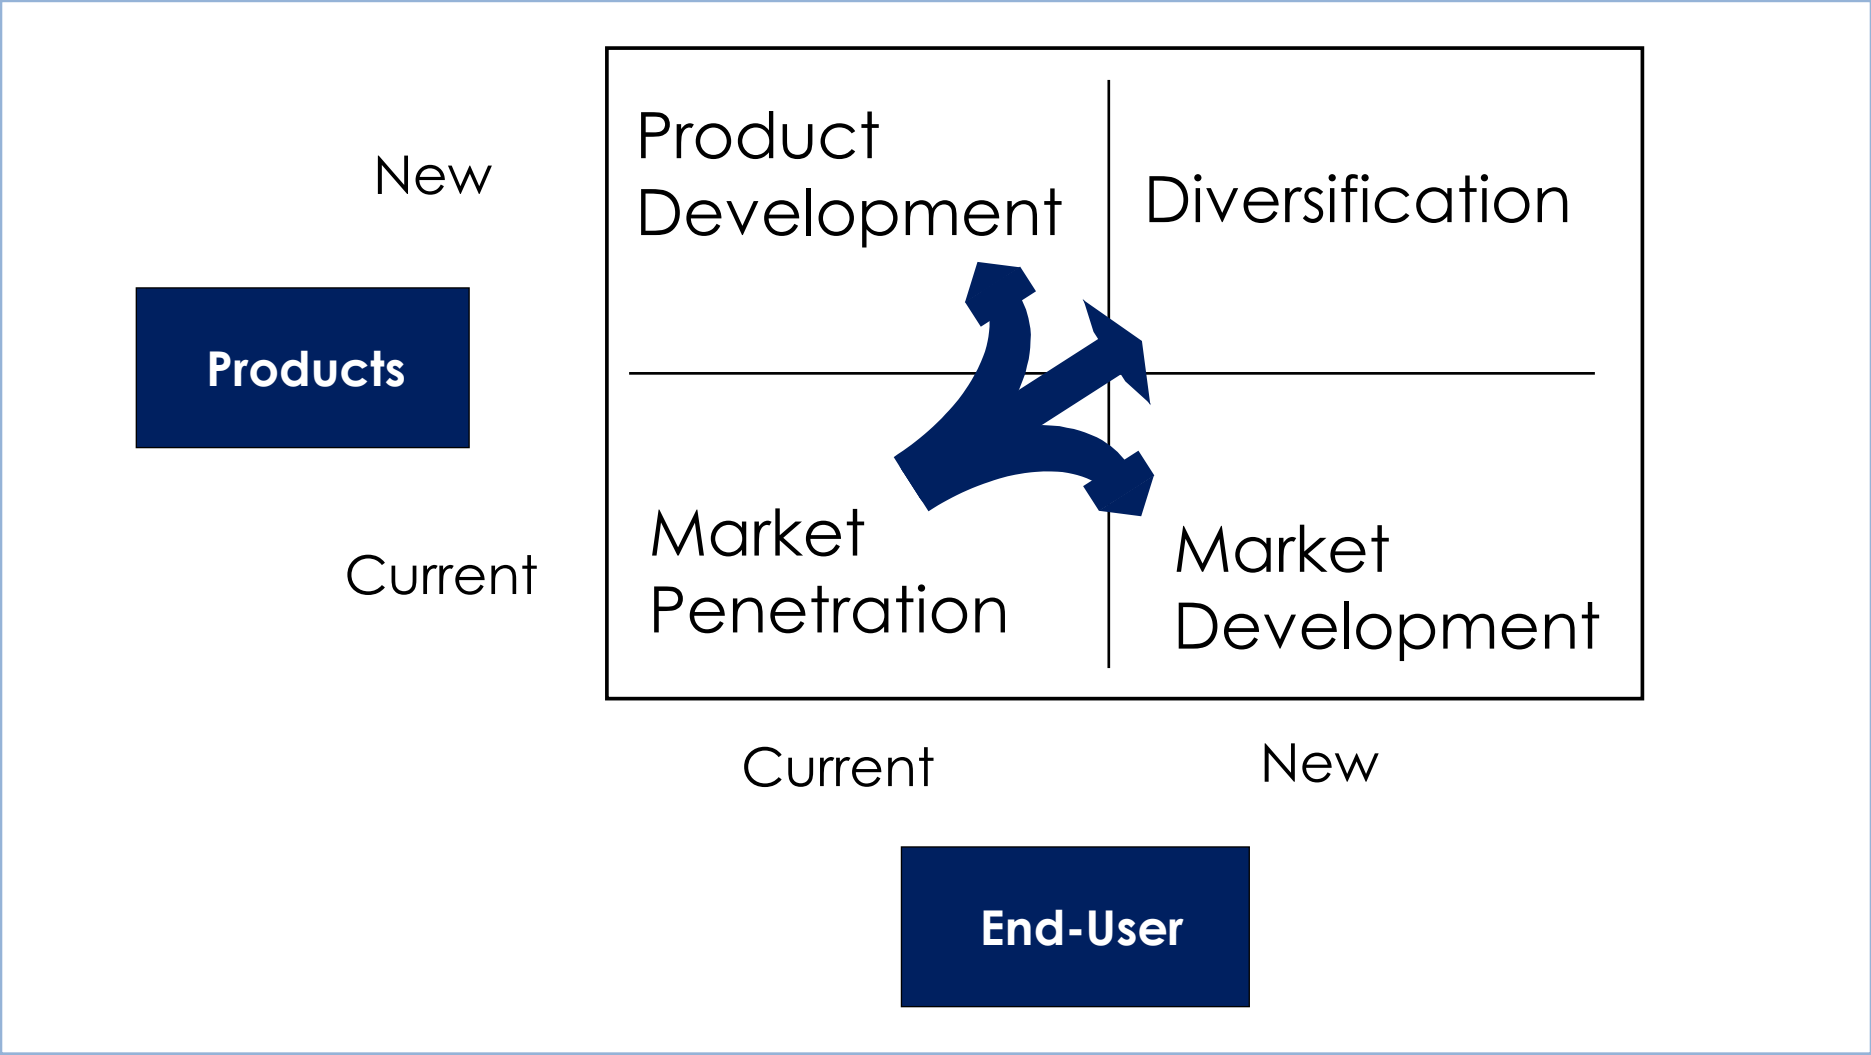 Product
Development
Diversification
New
Products
Market
Penetration
Market
Development
Current
Current
New
End-User